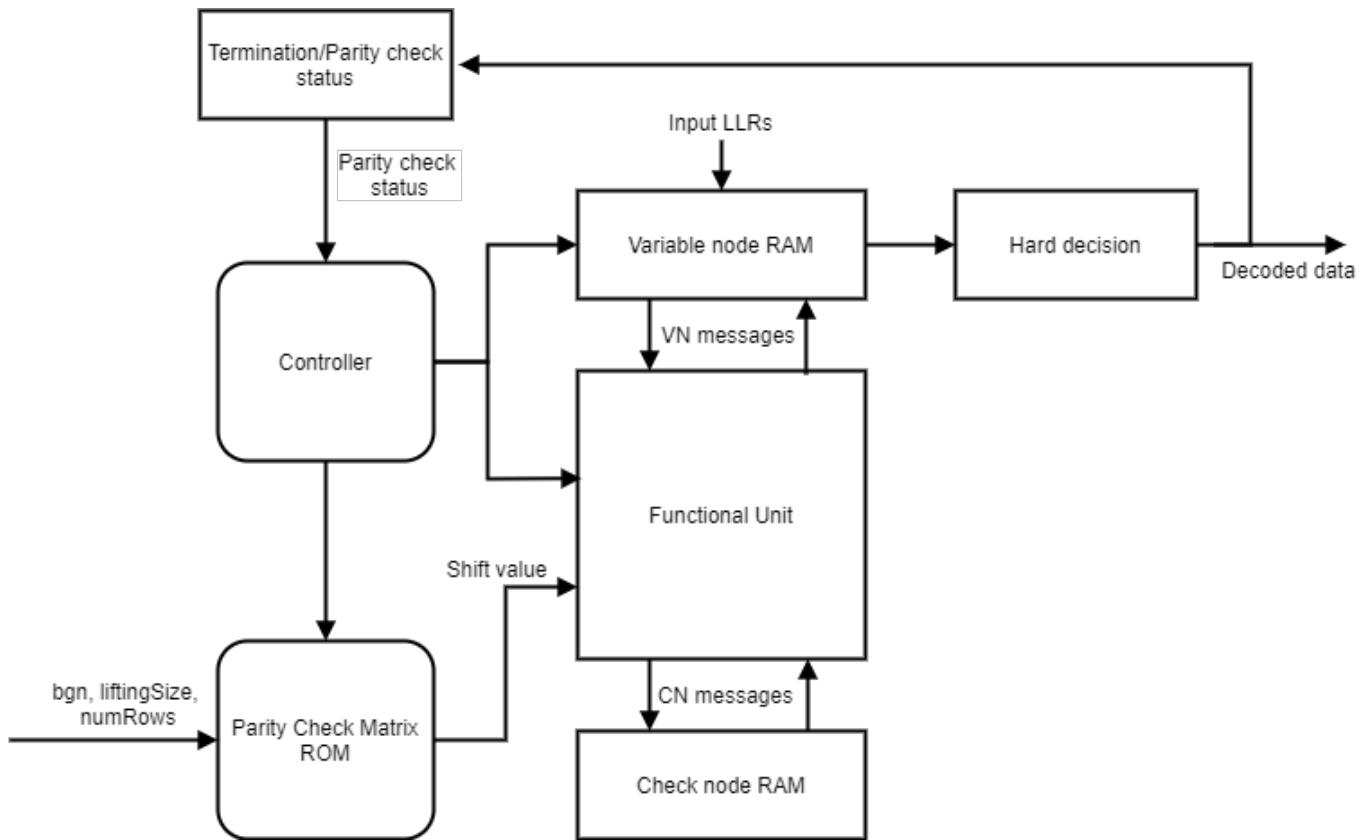 Termination/Parity check
status
Input LLRs
Parity check
status
Variable node RAM
Hard decision
Decoded data
VN messages
Controller
Functional Unit
Shift value
bgn, liftingSize,
numRows
CN messages
Parity Check Matrix
ROM
Check node RAM